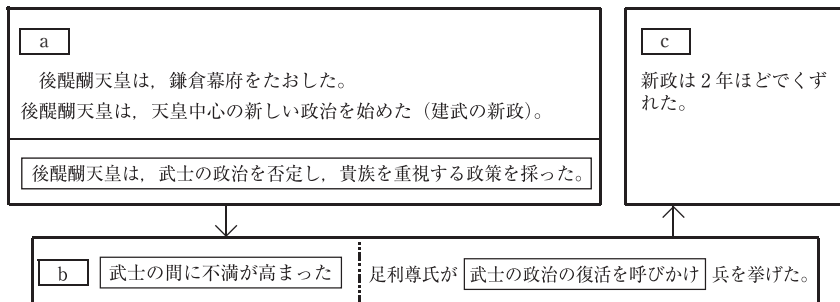 a
後醍醐天皇は，鎌倉幕府をたおした。
後醍醐天皇は，天皇中心の新しい政治を始めた（建武の新政）。
後醍醐天皇は，武士の政治を否定し，貴族を重視する政策を採った。
c
新政は２年ほどでくず
れた。
b 武士の間に不満が高まった 足利尊氏が 武士の政治の復活を呼びかけ 兵を挙げた。